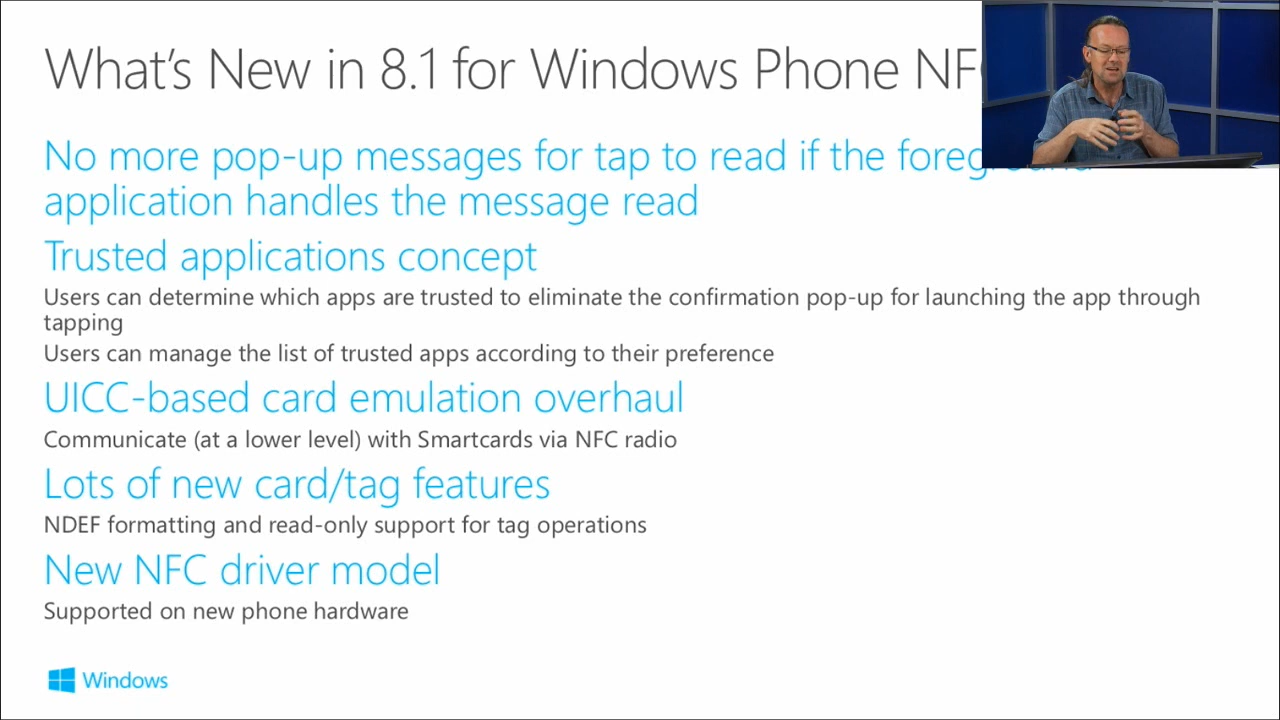 What's New in 8.1 for Windows Phone NF
No more pop-up messages for tap to read if the foreground
application handles the message read
Trusted applications concept
Users can determine which apps are trusted to eliminate the confirmation pop-up for launching the app through
tapping
Users can manage the list of trusted apps according to their preference
UICC-based card emulation overhaul
Communicate (at a lower level) with Smartcards via NFC radio
Lots of new card/tag features
NDEF formatting and read-only support for tag operations
New NFC driver model
Supported on new phone hardware
Windows